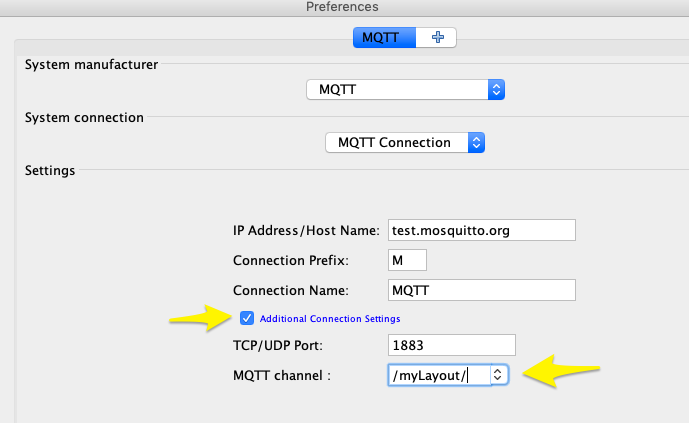 Preferences
MQTT
System manufacturer
MQTT
System connection
MQTT Connection
Settings
IP Address/Host Name: test.mosquitto.org
Connection Prefix: M
Connection Name: MQTT
Additional Connection Settings
TCP/UDP Port: 1883
MQTT channel : /myLayout/